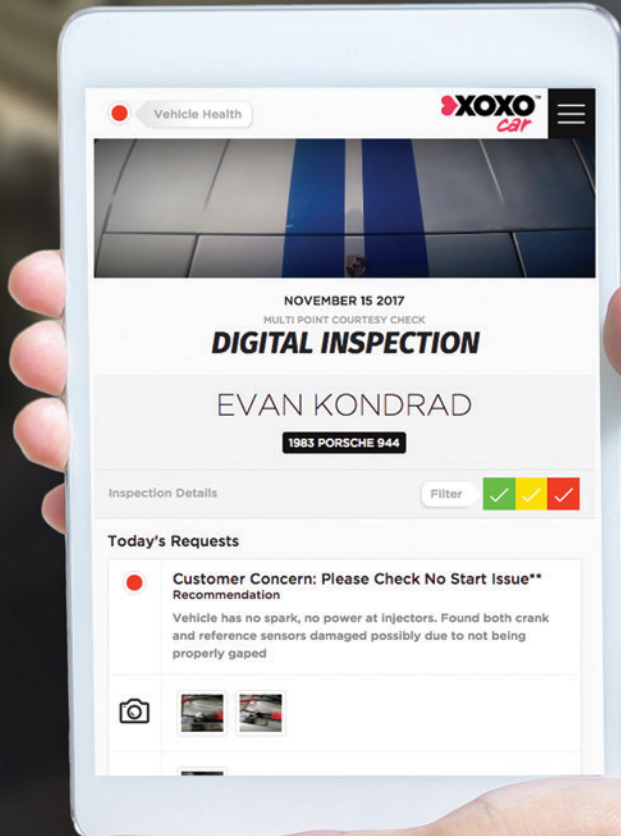 Vehicle Health
XOXO™
car
NOVEMBER 15 2017
MULTI POINT COURTESY CHECK
DIGITAL INSPECTION
EVAN KONDRAD
1983 PORSCHE 944
Inspection Details
Filter
Today's Requests
Customer Concern: Please Check No Start Issue**
Recommendation
Vehicle has no spark, no power at injectors. Found both crank
and reference sensors damaged possibly due to not being
properly gaped